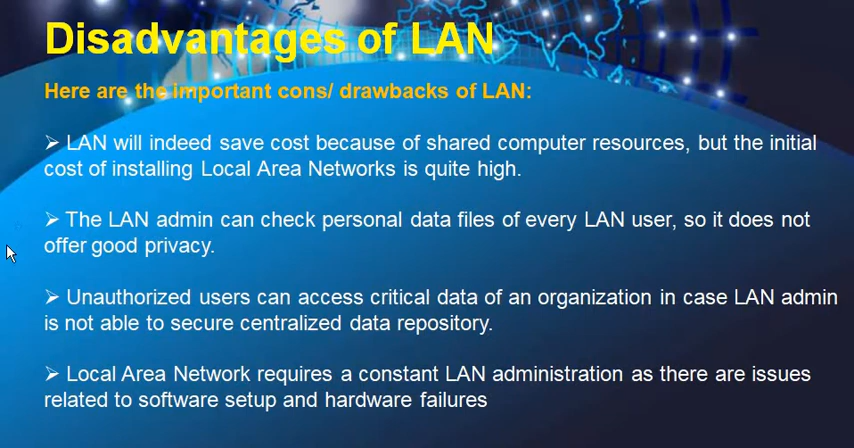 Disadvantages of LAN
Here are the important cons/ drawbacks of LAN:
➢ LAN will indeed save cost because of shared computer resources, but the initial
cost of installing Local Area Networks is quite high.
➢ The LAN admin can check personal data files of every LAN user, so it does not
offer good privacy.
➢ Unauthorized users can access critical data of an organization in case LAN admin
is not able to secure centralized data repository.
➢ Local Area Network requires a constant LAN administration as there are issues
related to software setup and hardware failures